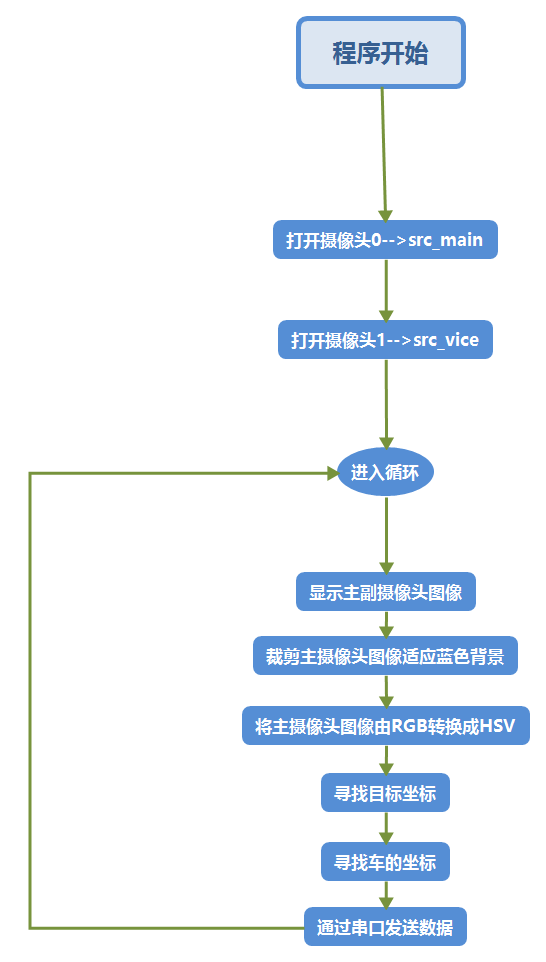 程序开始
打开摄像头0-->src_main
打开摄像头1-->src_vice
进入循环
显示主副摄像头图像
裁剪主摄像头图像适应蓝色背景
将主摄像头图像由RGB转换成HSV
寻找目标坐标
寻找车的坐标
通过串口发送数据